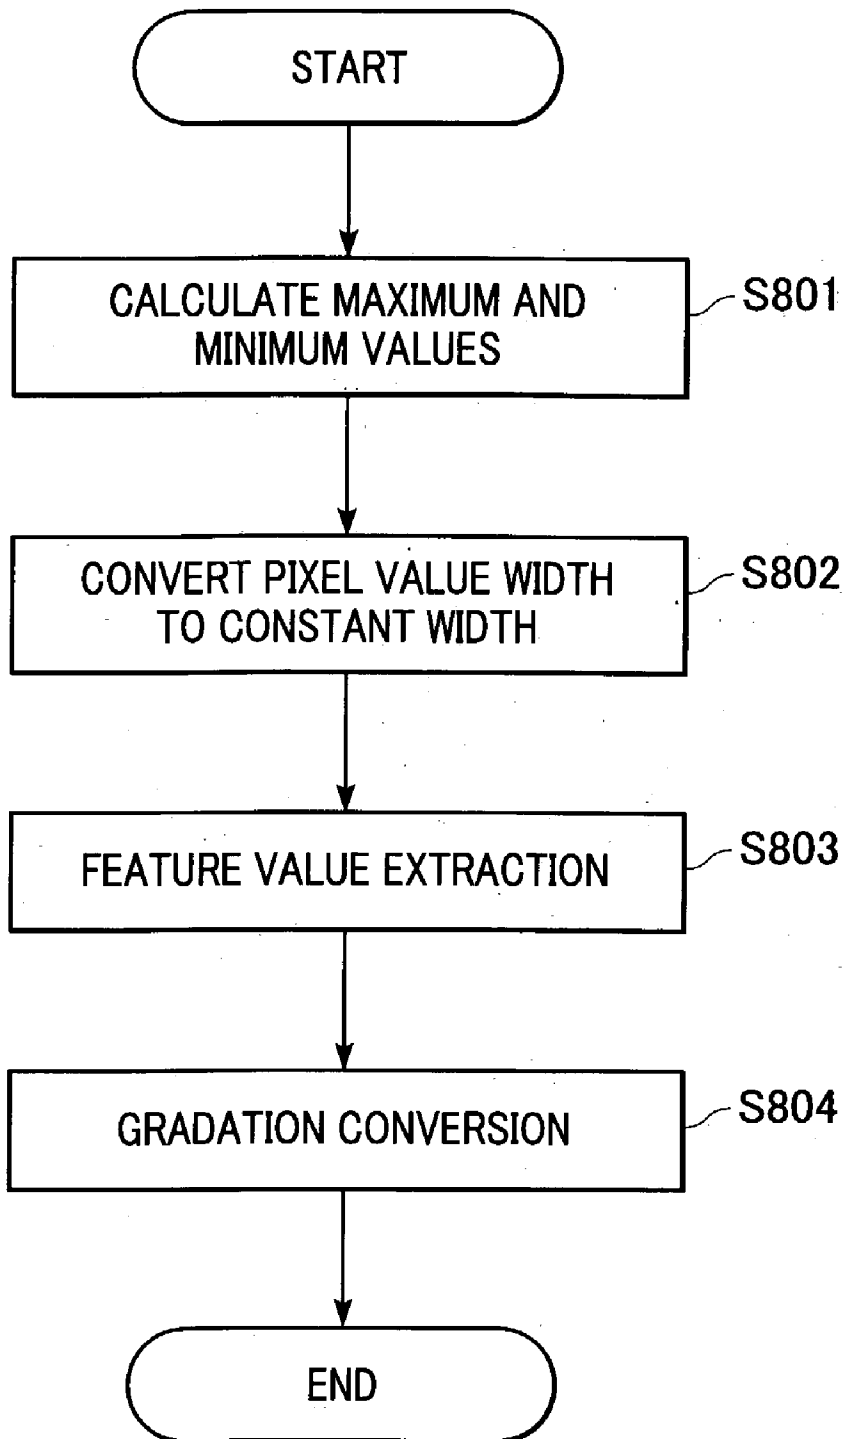 START
CALCULATE MAXIMUM AND
MINIMUM VALUES
S801
CONVERT PIXEL VALUE WIDTH
TO CONSTANT WIDTH
S802
FEATURE VALUE EXTRACTION
S803
GRADATION CONVERSION
S804
END